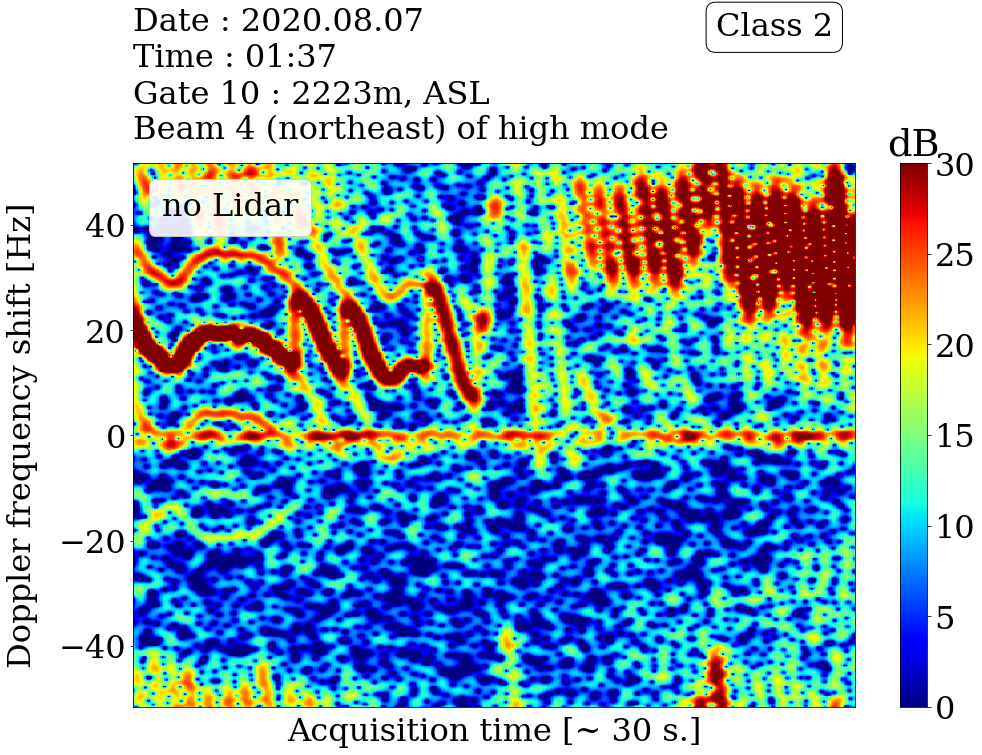 Date : 2020.08.07
Time : 01:37
Gate 10 : 2223m, ASL
Beam 4 (northeast) of high mode
Class 2
dB
no Lidar
Doppler frequency shift [Hz]
40
20
0
−20
−40
Acquisition time [~ 30 s.]
30
25
20
15
10
5
0